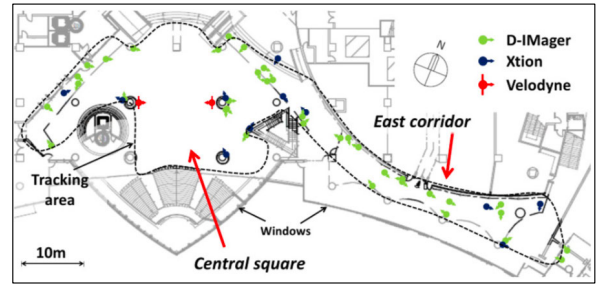 D-IMager
Xtion
Velodyne
N
East corridor
Tracking
area
Windows
10m
Central square